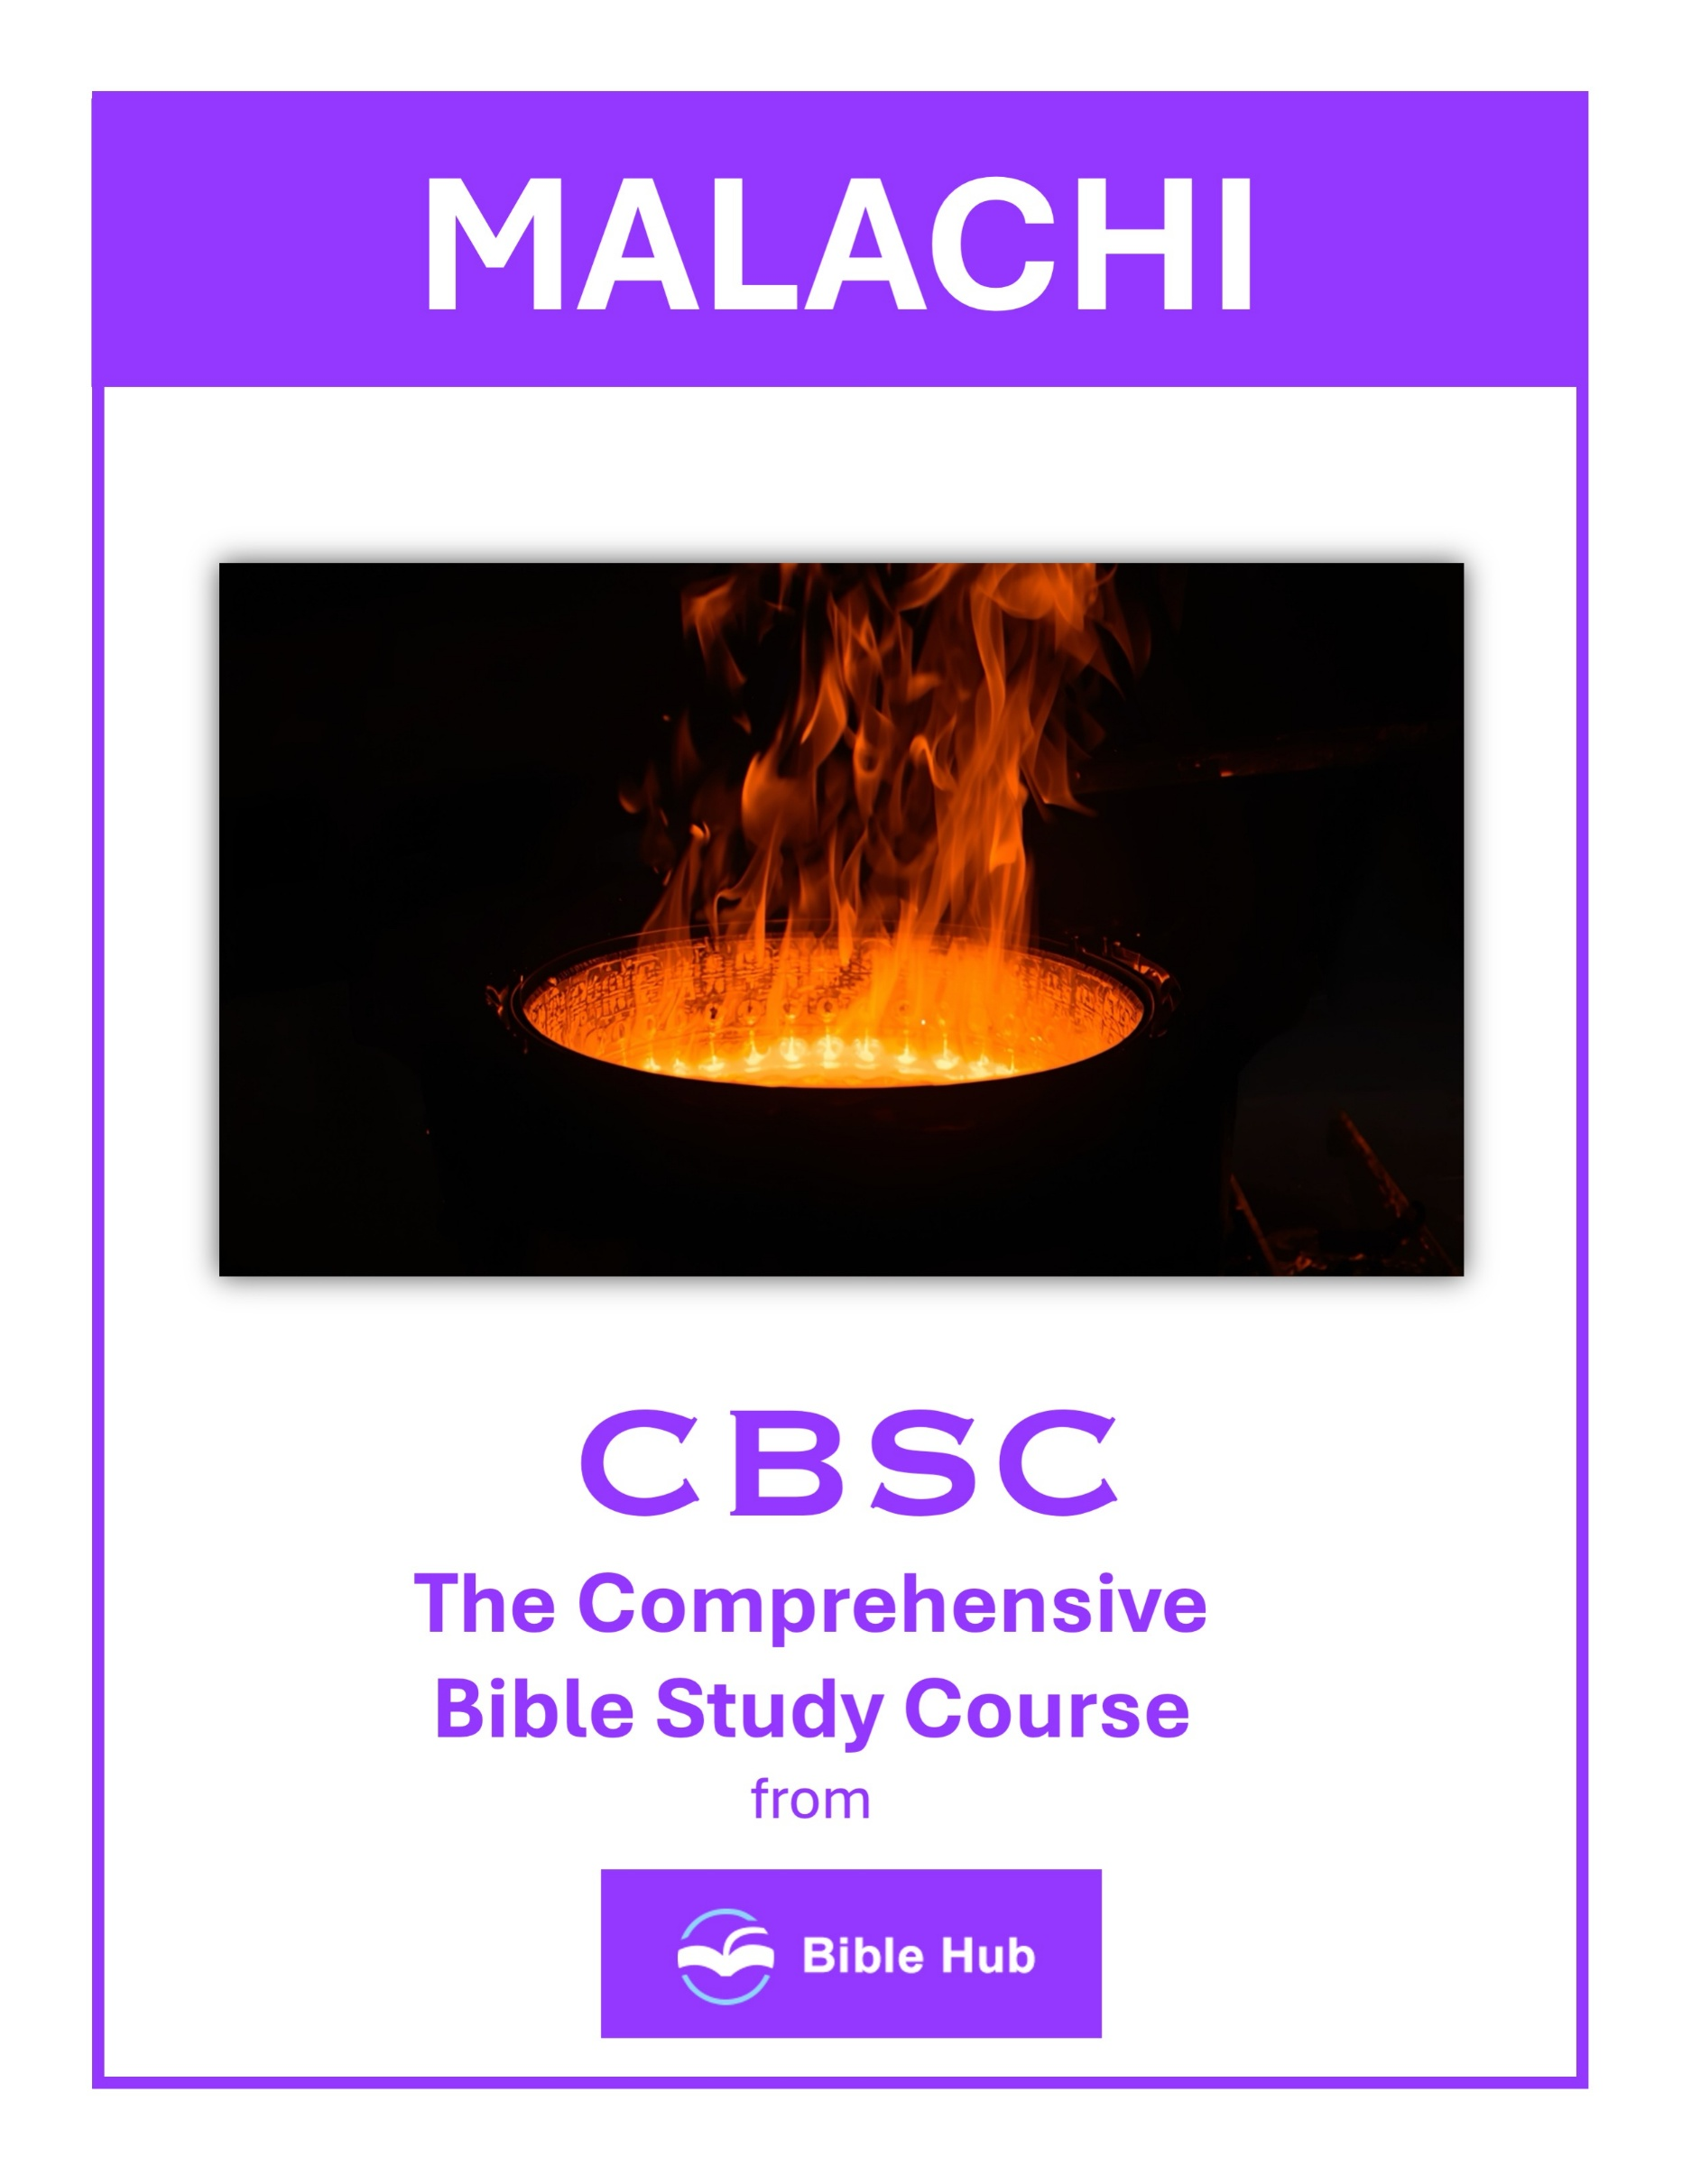 MALACHI
CBSC
The Comprehensive
Bible Study Course
from
Bible Hub